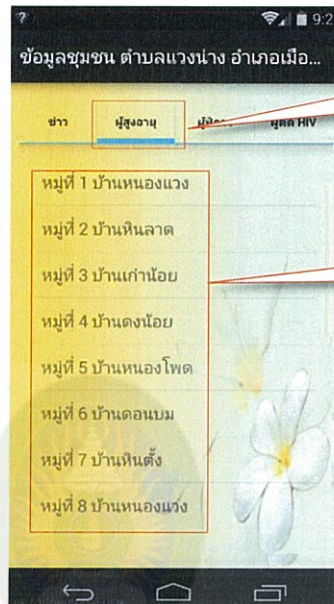 9:2
ข้อมูลชุมชน ตำบลแวงน่าง อำเภอเมือ...
ข่าว ผู้สูงอายุ HIV
หมู่ที่ 1 บ้านหนองแวง
หมู่ที่ 2 บ้านหินลาด
หมู่ที่ 3 บ้านเก่าน้อย
หมู่ที่ 4 บ้านดงน้อย
หมู่ที่ 5 บ้านหนองโพด
หมู่ที่ 6 บ้านดอนบม
หมู่ที่ 7 บ้านหินตั้ง
หมู่ที่ 8 บ้านหนองแวง